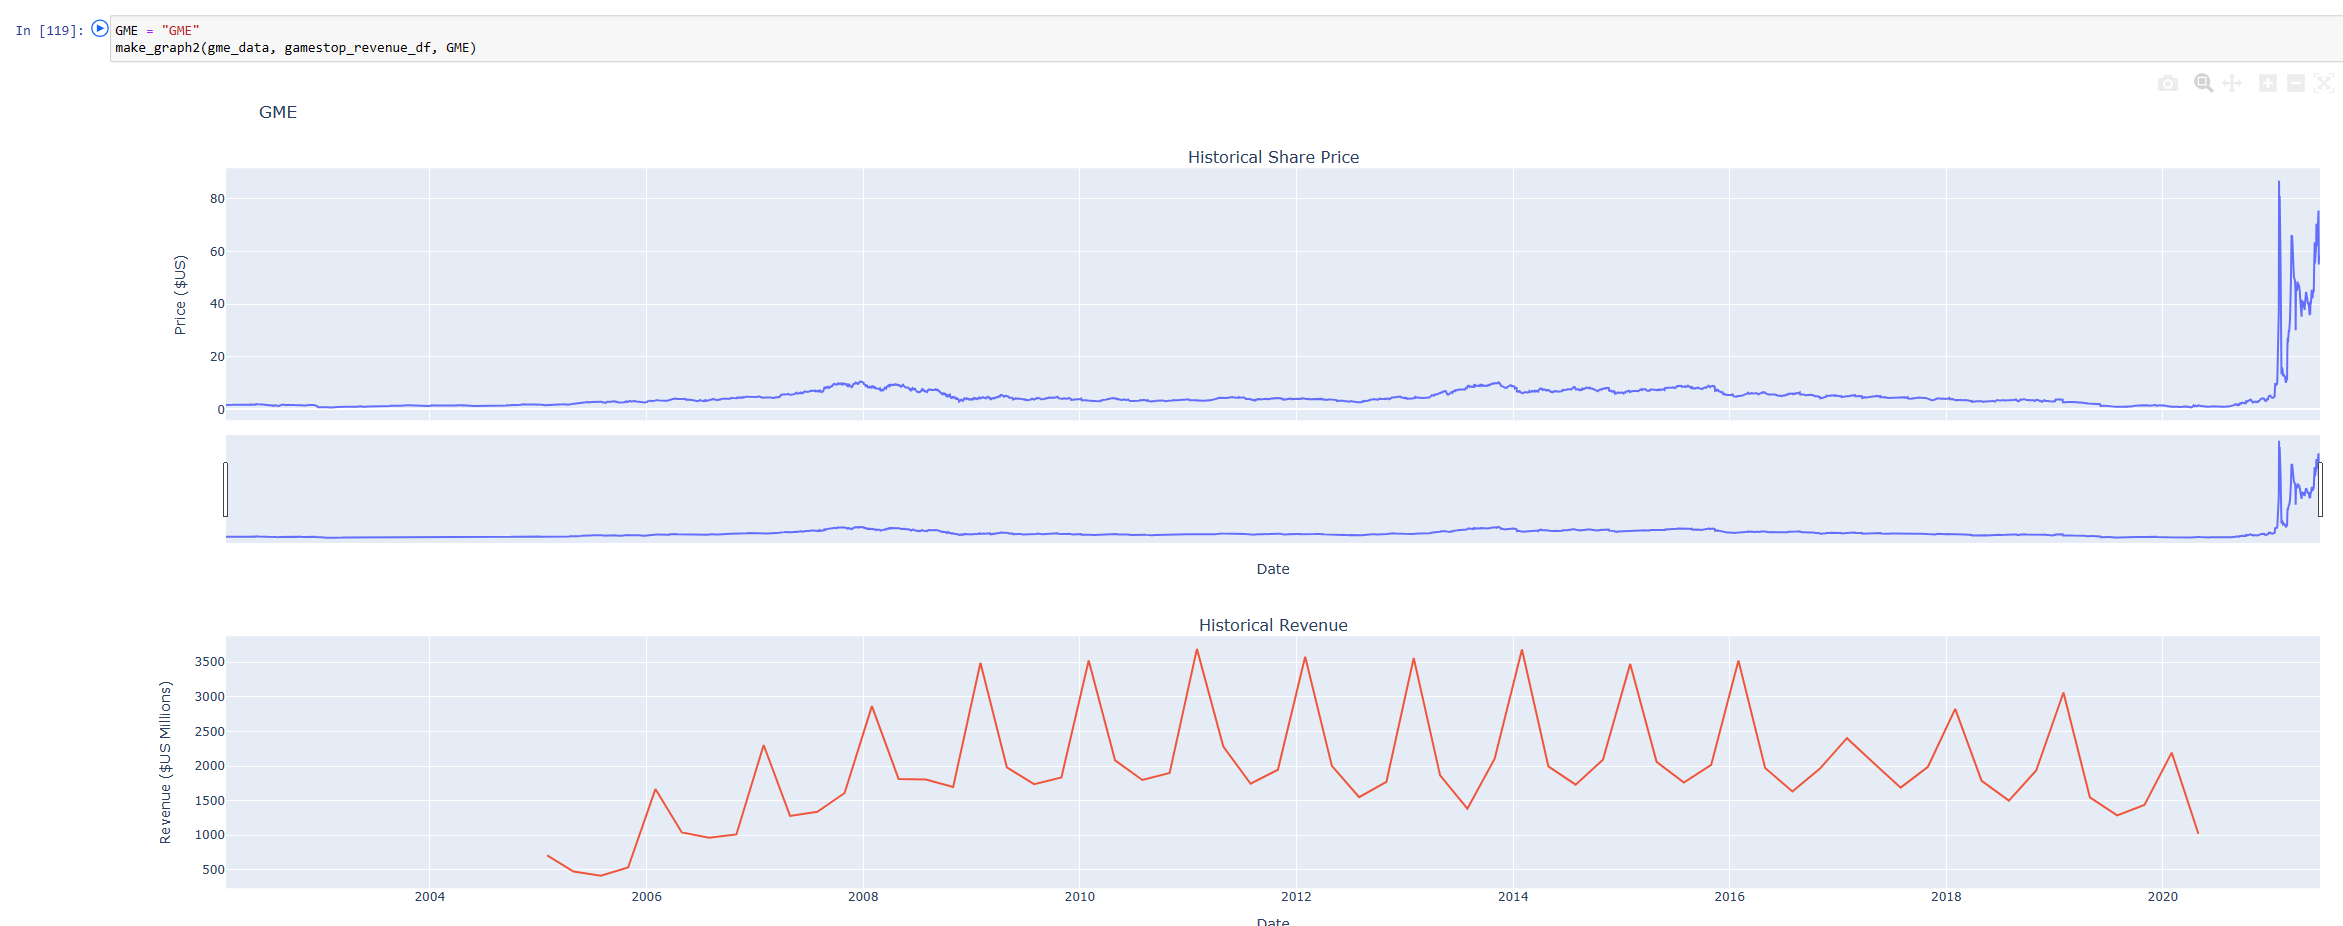 In [119]:
GME = "GME"
make_graph2(gme_data, gamestop_revenue_df, GME)
GME
Historical Share Price
80
60
40
20
0
Price ($US)
Date
Historical Revenue
3500
3000
2500
2000
1500
1000
500
Revenue ($US Millions)
2004 2006 2008 2010 2012 2014 2016 2018 2020
Date